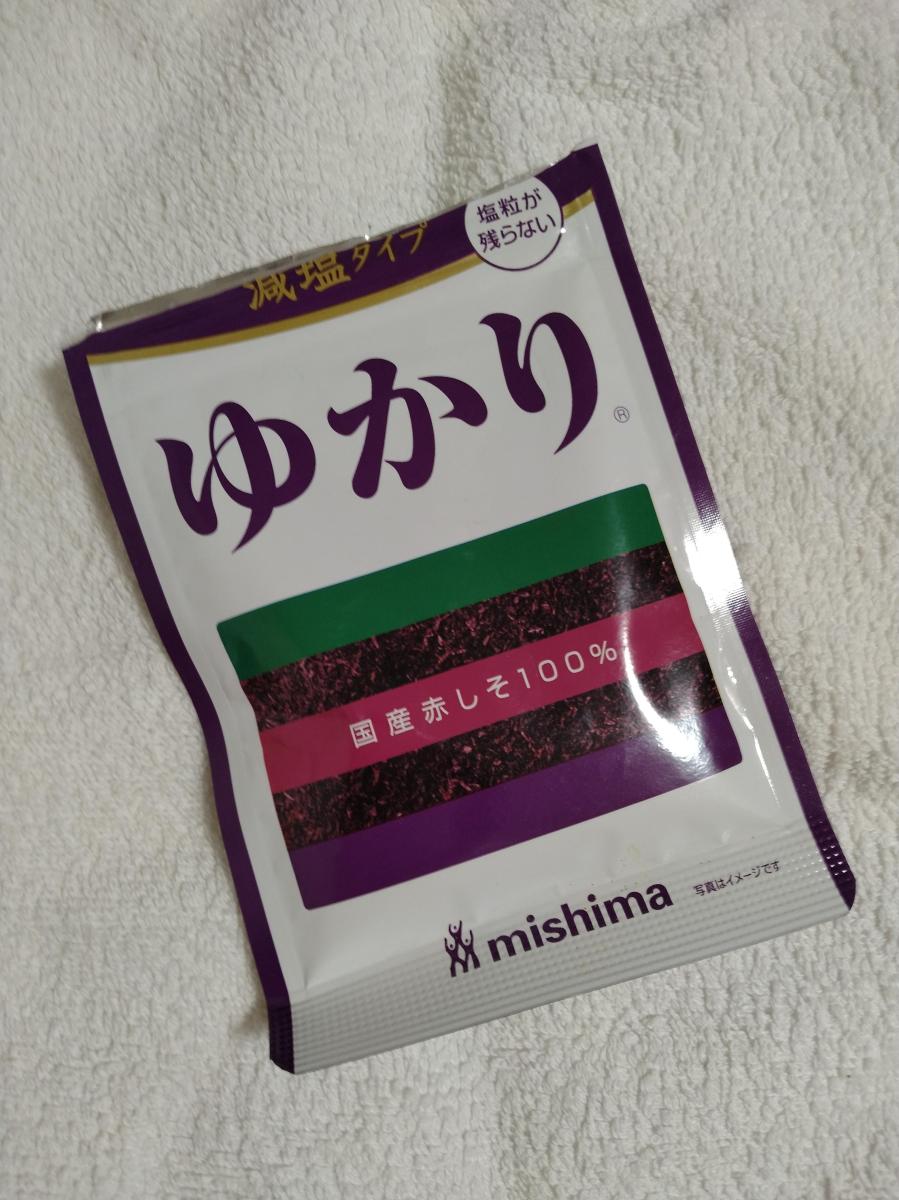 減塩タイプ
塩粒が
残らない
ゆかり®
国産赤しそ100%
mishima
写真はイメージです